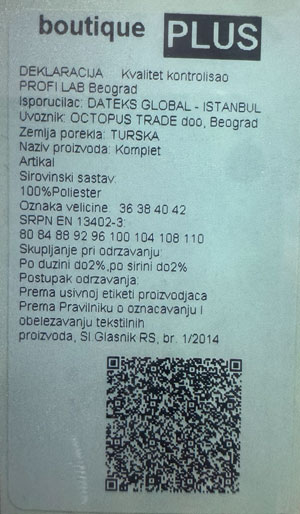 boutique PLUS
DEKLARACIJA Kvalitet kontrolisao
PROFI LAB Beograd
Isporucilac: DATEKS GLOBAL - ISTANBUL
Uvoznik: OCTOPUS TRADE doo, Beograd
Zemlja porekla: TURSKA
Naziv proizvoda: Komplet
Artikal
Sirovinski sastav:
100%Poliester
Oznaka velicine: 36 38 40 42
SRPN EN 13402-3:
80 84 88 92 96 100 104 108 110
Skupljanje pri odrzavanju:
Po duzini do2%,po sirini do2%
Postupak odrzavanja:
Prema usivnoj etiketi proizvodjaca
Prema Pravilniku o oznacavanju i
obelezavanju tekstilnih
proizvoda, Sl Glasnik RS, br. 1/2014